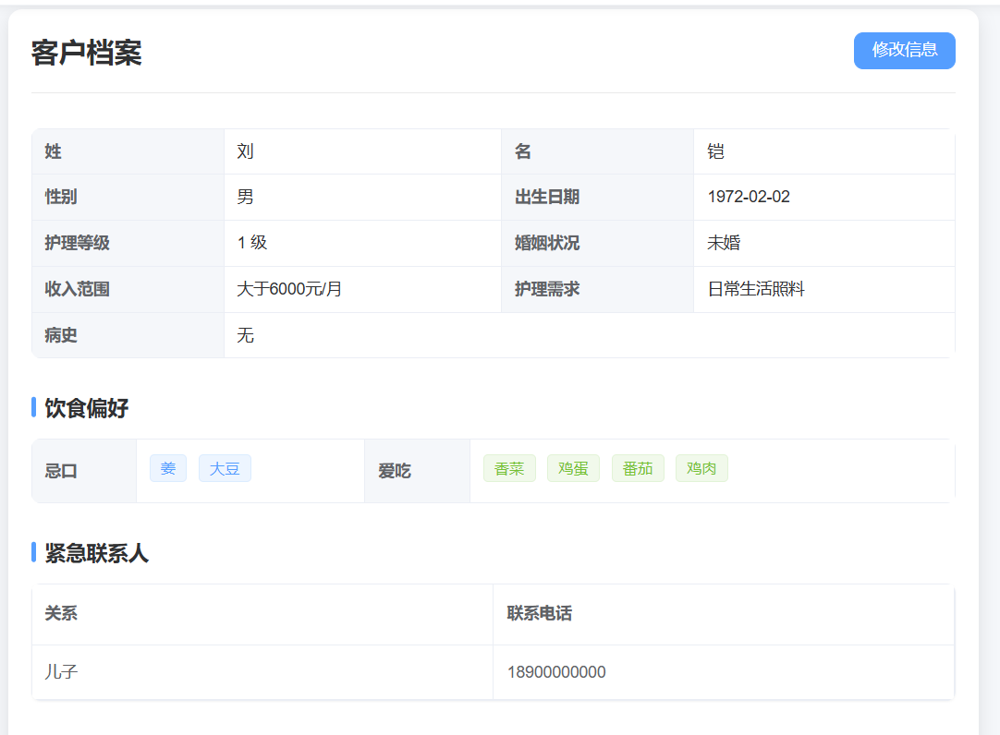 客户档案 修改信息
姓 刘 名 铠
性别 男 出生日期 1972-02-02
护理等级 1 级 婚姻状况 未婚
收入范围 大于6000元/月 护理需求 日常生活照料
病史 无
饮食偏好
忌口 姜 大豆 爱吃 香菜 鸡蛋 番茄 鸡肉
紧急联系人
关系 联系电话
儿子 18900000000